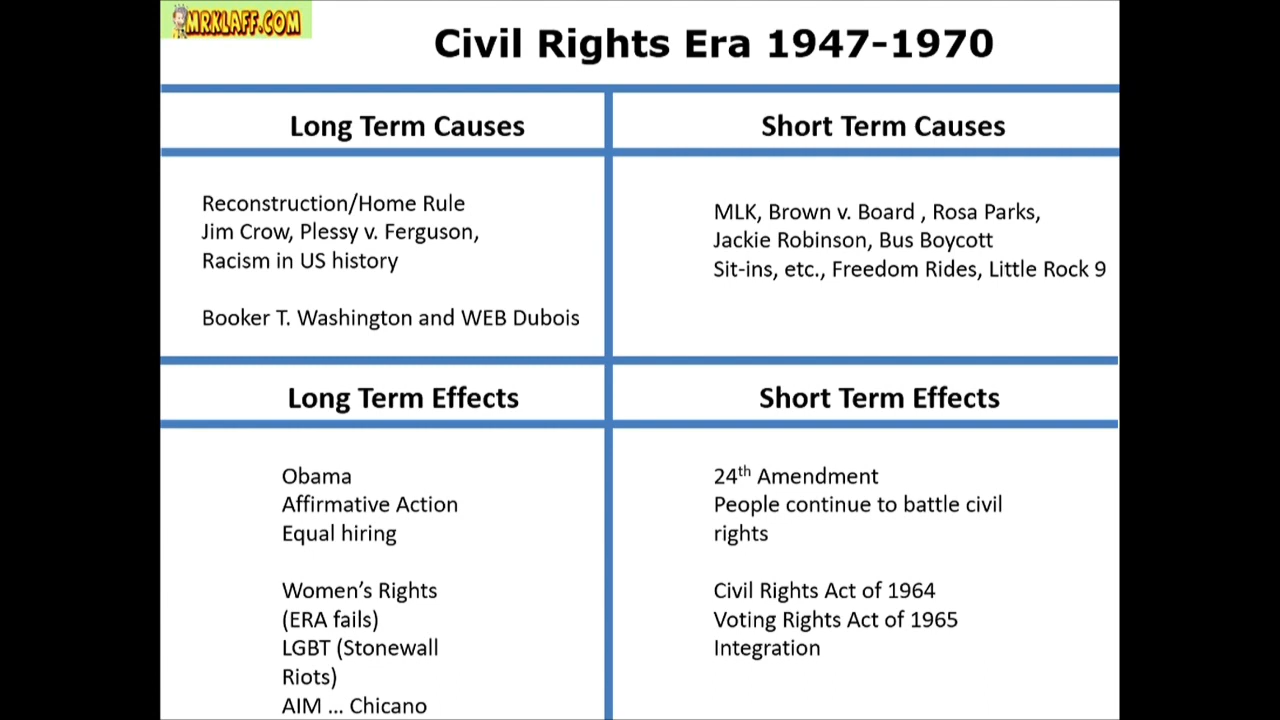 MRKLAFF.COM
Civil Rights Era 1947-1970
Long Term Causes
Short Term Causes
Reconstruction/Home Rule
Jim Crow, Plessy v. Ferguson,
Racism in US history
Booker T. Washington and WEB Dubois
MLK, Brown v. Board , Rosa Parks,
Jackie Robinson, Bus Boycott
Sit-ins, etc., Freedom Rides, Little Rock 9
Long Term Effects
Short Term Effects
Obama
Affirmative Action
Equal hiring
Women’s Rights
(ERA fails)
LGBT (Stonewall
Riots)
AIM ... Chicano
24th Amendment
People continue to battle civil
rights
Civil Rights Act of 1964
Voting Rights Act of 1965
Integration